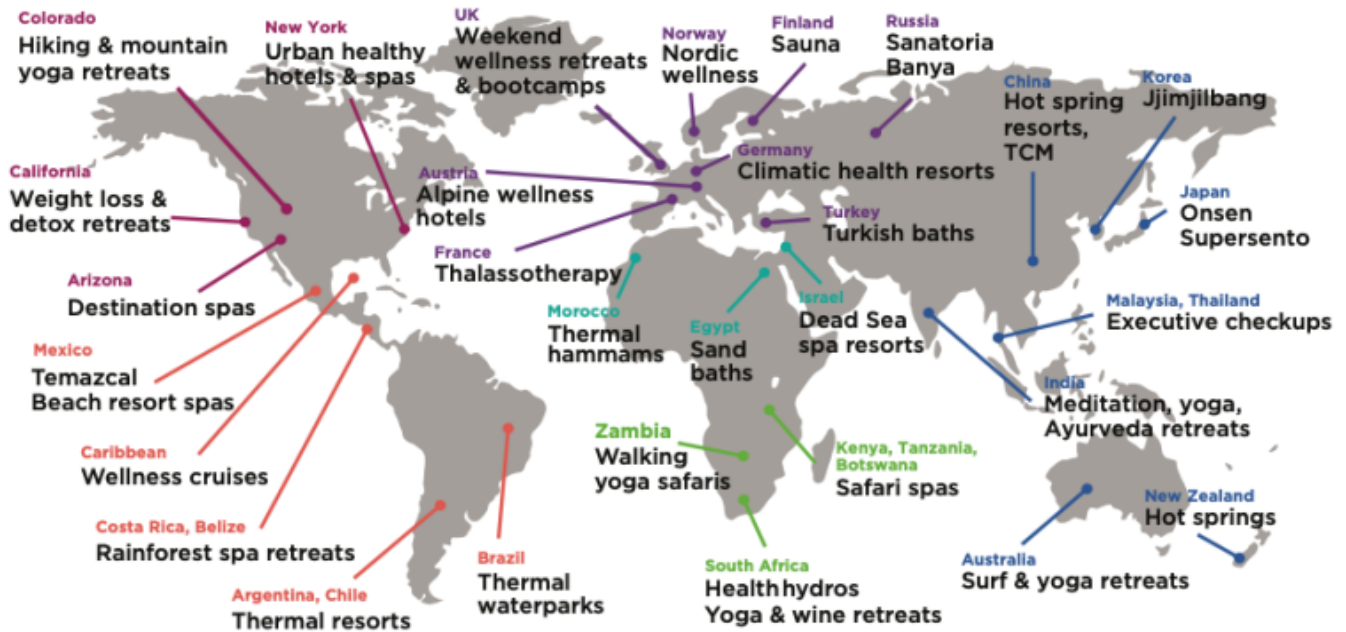 Colorado
Hiking & mountain
yoga retreats
New York
Urban healthy
hotels & spas
UK
Weekend
wellness retreats
& bootcamps
Norway
Nordic
wellness
Finland
Sauna
Russia
Sanatoria
Banya
China
Hot spring
resorts,
TCM
Korea
Jjimjilbang
California
Weight loss &
detox retreats
Austria
Alpine wellness
hotels
Germany
Climatic health resorts
Japan
Onsen
Supersento
Turkey
Turkish baths
France
Thalassotherapy
Arizona
Destination spas
Morocco
Thermal
hammams
Egypt
Sand
baths
Israel
Dead Sea
spa resorts
Malaysia, Thailand
Executive checkups
Mexico
Temazcal
Beach resort spas
India
Meditation, yoga,
Ayurveda retreats
Caribbean
Wellness cruises
Zambia
Walking
yoga safaris
Kenya, Tanzania,
Botswana
Safari spas
Costa Rica, Belize
Rainforest spa retreats
New Zealand
Hot springs
Brazil
Thermal
waterparks
South Africa
Health hydros
Yoga & wine retreats
Australia
Surf & yoga retreats
Argentina, Chile
Thermal resorts